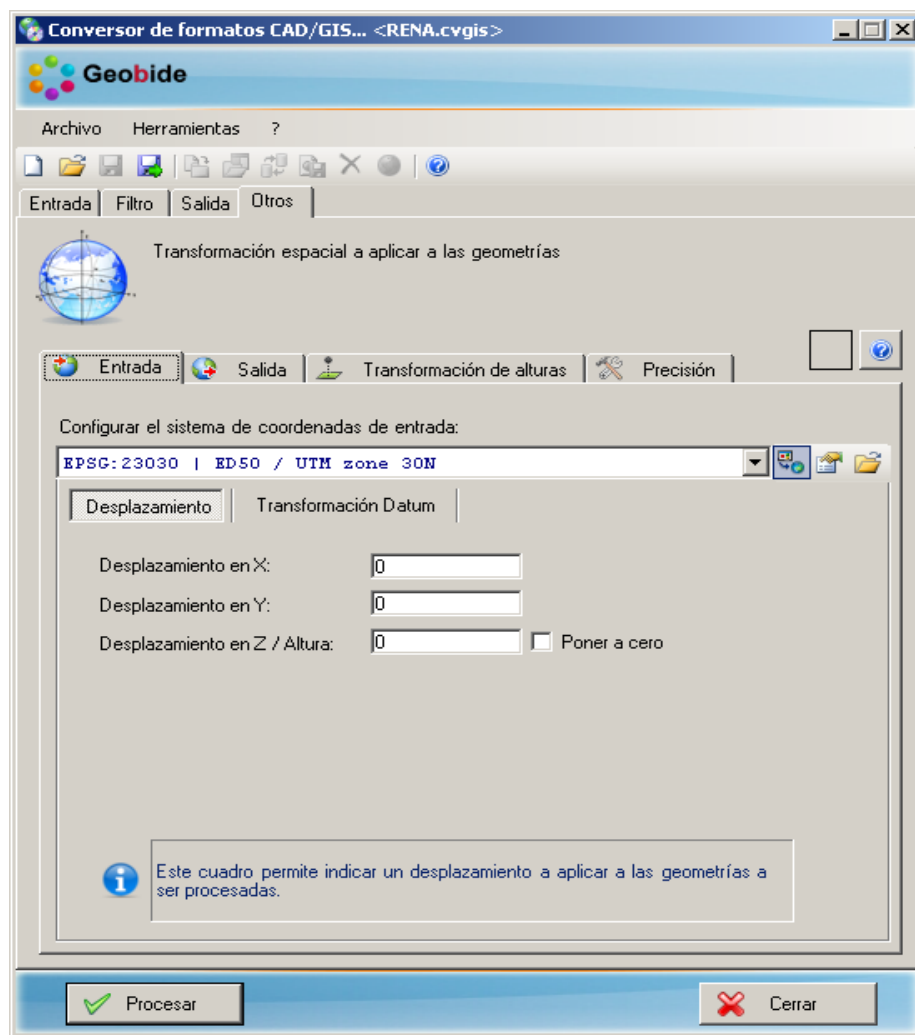 Conversor de formatos CAD/GIS... <RENA.cvgis>
Geobide
Archivo Herramientas ?
Entrada Filtro Salida Otros
Transformación espacial a aplicar a las geometrías
Entrada Salida Transformación de alturas Precisión
Configurar el sistema de coordenadas de entrada:
EPSG:23030 | ED50 / UTM zone 30N
Desplazamiento Transformación Datum
Desplazamiento en X: 0
Desplazamiento en Y: 0
Desplazamiento en Z / Altura: 0 Poner a cero
Este cuadro permite indicar un desplazamiento a aplicar a las geometrías a
ser procesadas.
Procesar Cerrar